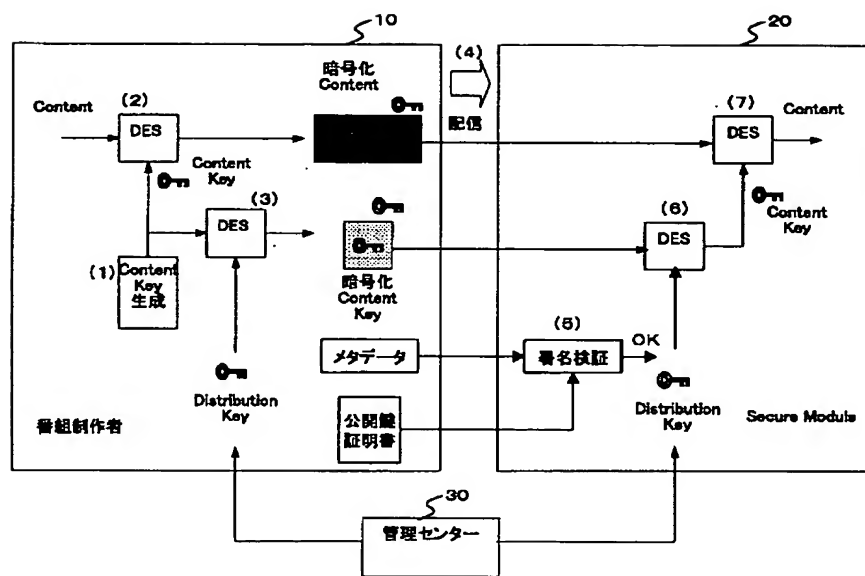 10
20
(4)
暗号化
Content
配信
(2)
(7)
Content
DES
DES
Content
Content
Key
(3)
(6)
DES
DES
Content
Key
(1)
Content
Key
生成
暗号化
Content
Key
(5)
メタデータ
署名検証
OK
Distribution
Key
Distribution
Key
番組制作者
公開鍵
証明書
Secure Module
30
管理センター